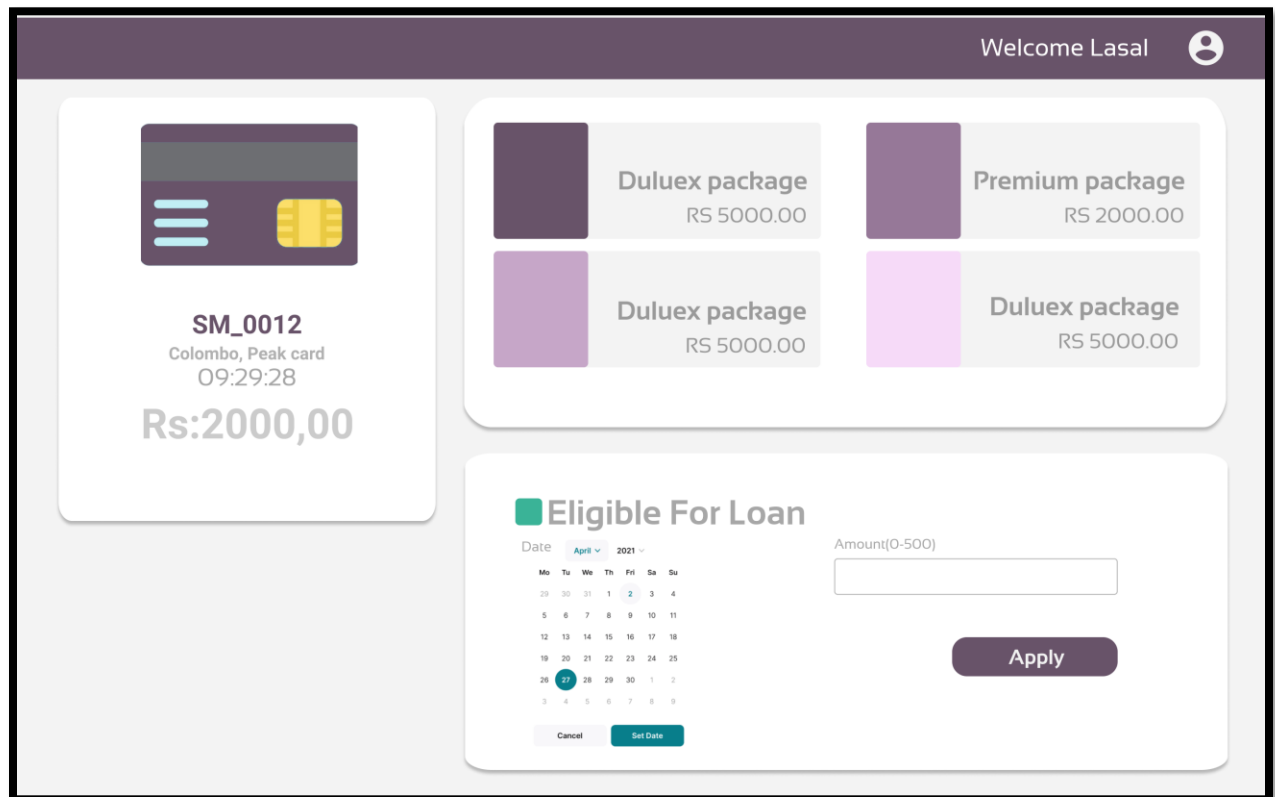 Welcome Lasal
SM_0012
Colombo, Peak card
09:29:28
Rs:2000,00
Duluex package
RS 5000.00
Premium package
RS 2000.00
Duluex package
RS 5000.00
Duluex package
RS 5000.00
Eligible For Loan
Date April 2021
Mo Tu We Th Fri Sa Su
29 30 31 1 2 3 4
5 6 7 8 9 10 11
12 13 14 15 16 17 18
19 20 21 22 23 24 25
26 27 28 29 30 1 2
3 4 5 6 7 8 9
Cancel Set Date
Amount(0-500)
Apply